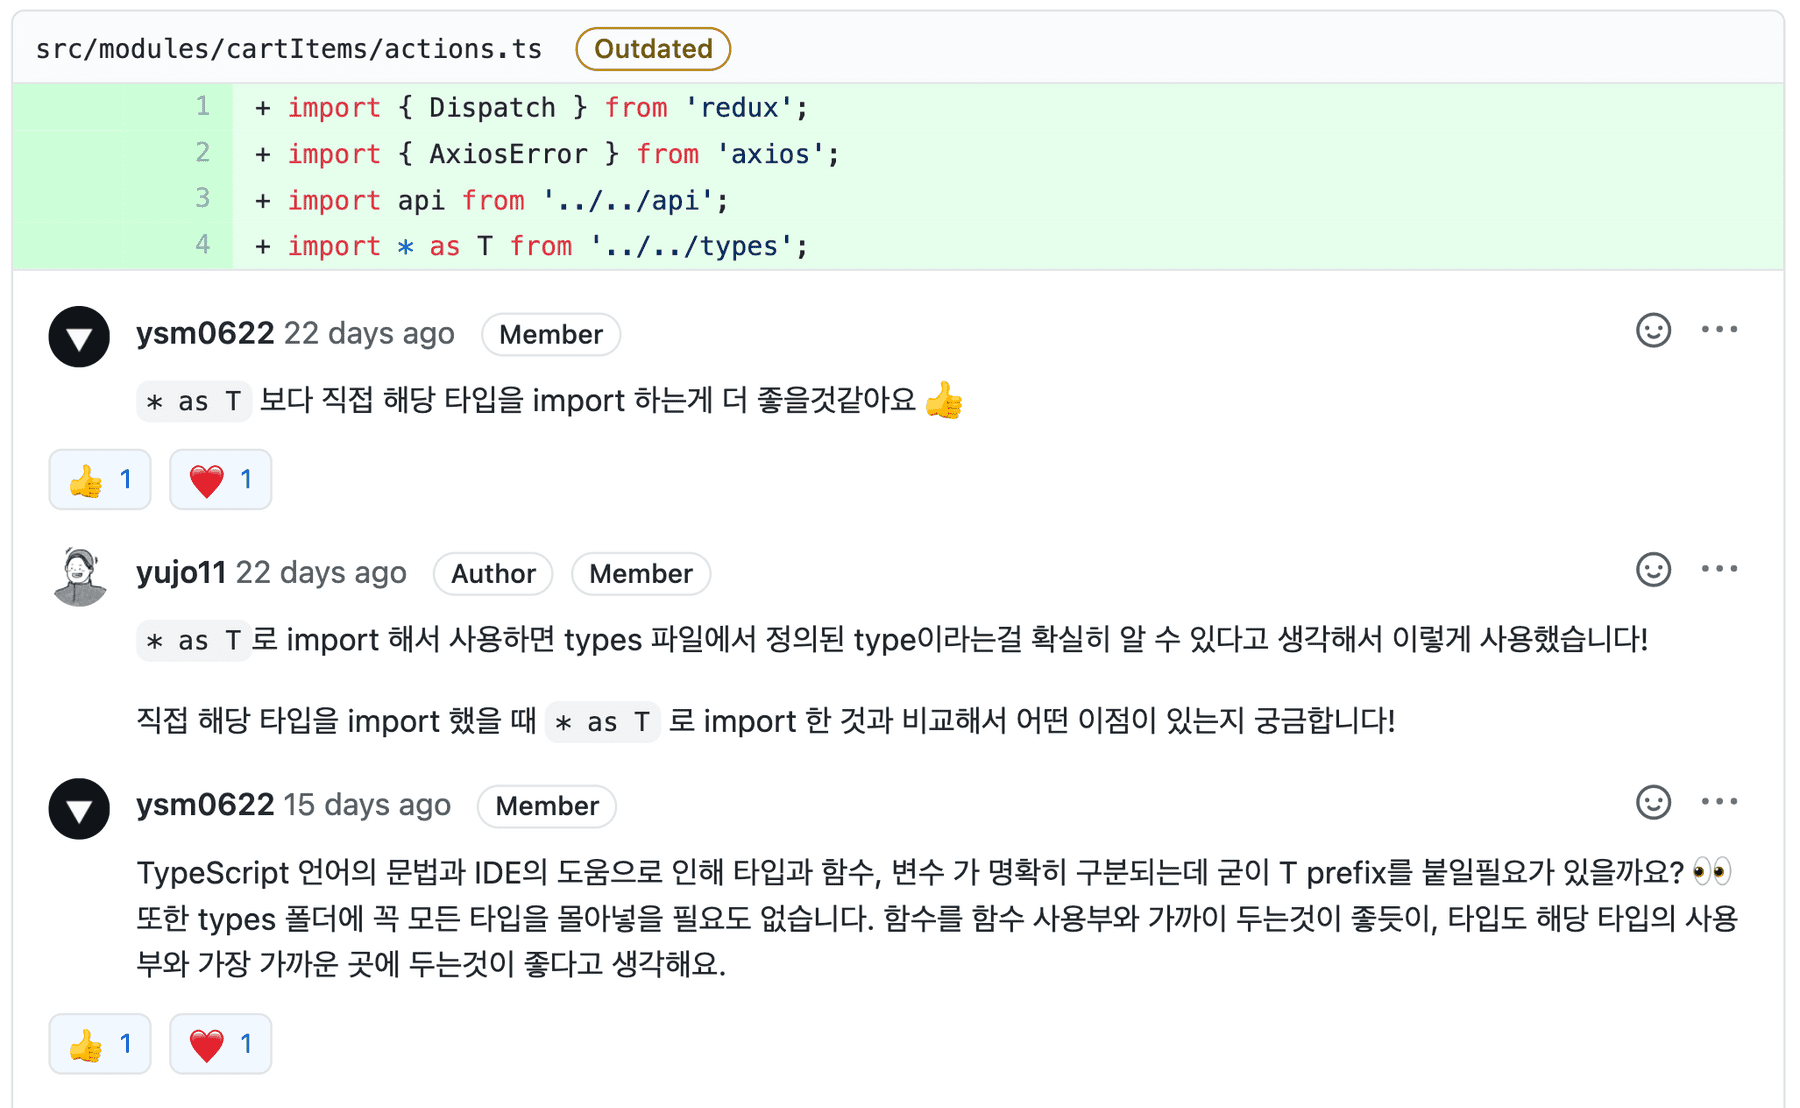 src/modules/cartItems/actions.ts Outdated
1 + import { Dispatch } from 'redux';
2 + import { AxiosError } from 'axios';
3 + import api from '../../api';
4 + import * as T from '../../types';
ysm0622 22 days ago Member
* as T 보다 직접 해당 타입을 import 하는게 더 좋을것같아요 👍
👍 1 ❤️ 1
yujo11 22 days ago Author Member
* as T로 import 해서 사용하면 types 파일에서 정의된 type이라는걸 확실히 알 수 있다고 생각해서 이렇게 사용했습니다!
직접 해당 타입을 import 했을 때 * as T 로 import 한 것과 비교해서 어떤 이점이 있는지 궁금합니다!
ysm0622 15 days ago Member
TypeScript 언어의 문법과 IDE의 도움으로 인해 타입과 함수, 변수 가 명확히 구분되는데 굳이 T prefix를 붙일필요가 있을까요? 👀
또한 types 폴더에 꼭 모든 타입을 몰아넣을 필요도 없습니다. 함수를 함수 사용부와 가까이 두는것이 좋듯이, 타입도 해당 타입의 사용
부와 가장 가까운 곳에 두는것이 좋다고 생각해요.
👍 1 ❤️ 1